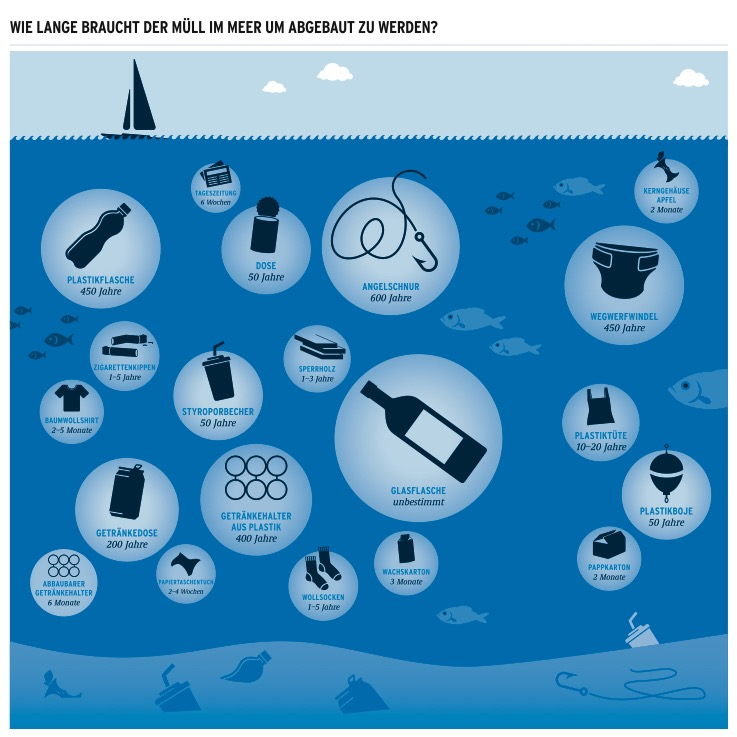 WIE LANGE BRAUCHT DER MÜLL IM MEER UM ABGEBAUT ZU WERDEN?
TAGESZEITUNG
6 Wochen
KERNGEHÄUSE
APFEL
2 Monate
PLASTIKFLASCHE
450 Jahre
DOSE
50 Jahre
ANGELSCHNUR
600 Jahre
WEGWERFWINDEL
450 Jahre
ZIGARETTENKIPPEN
1–5 Jahre
SPERRHOLZ
1–3 Jahre
BAUMWOLLSHIRT
2–5 Monate
STYROPORBECHER
50 Jahre
PLASTIKTÜTE
10–20 Jahre
GLASFLASCHE
unbestimmt
PLASTIKBOJE
50 Jahre
GETRÄNKEDOSE
200 Jahre
GETRÄNKEHALTER
AUS PLASTIK
400 Jahre
WACHSKARTON
3 Monate
PAPPKARTON
2 Monate
ABBAUBARER
GETRÄNKEHALTER
6 Monate
PAPIERTASCHENTUCH
2–4 Wochen
WOLLSOCKEN
1–5 Jahre